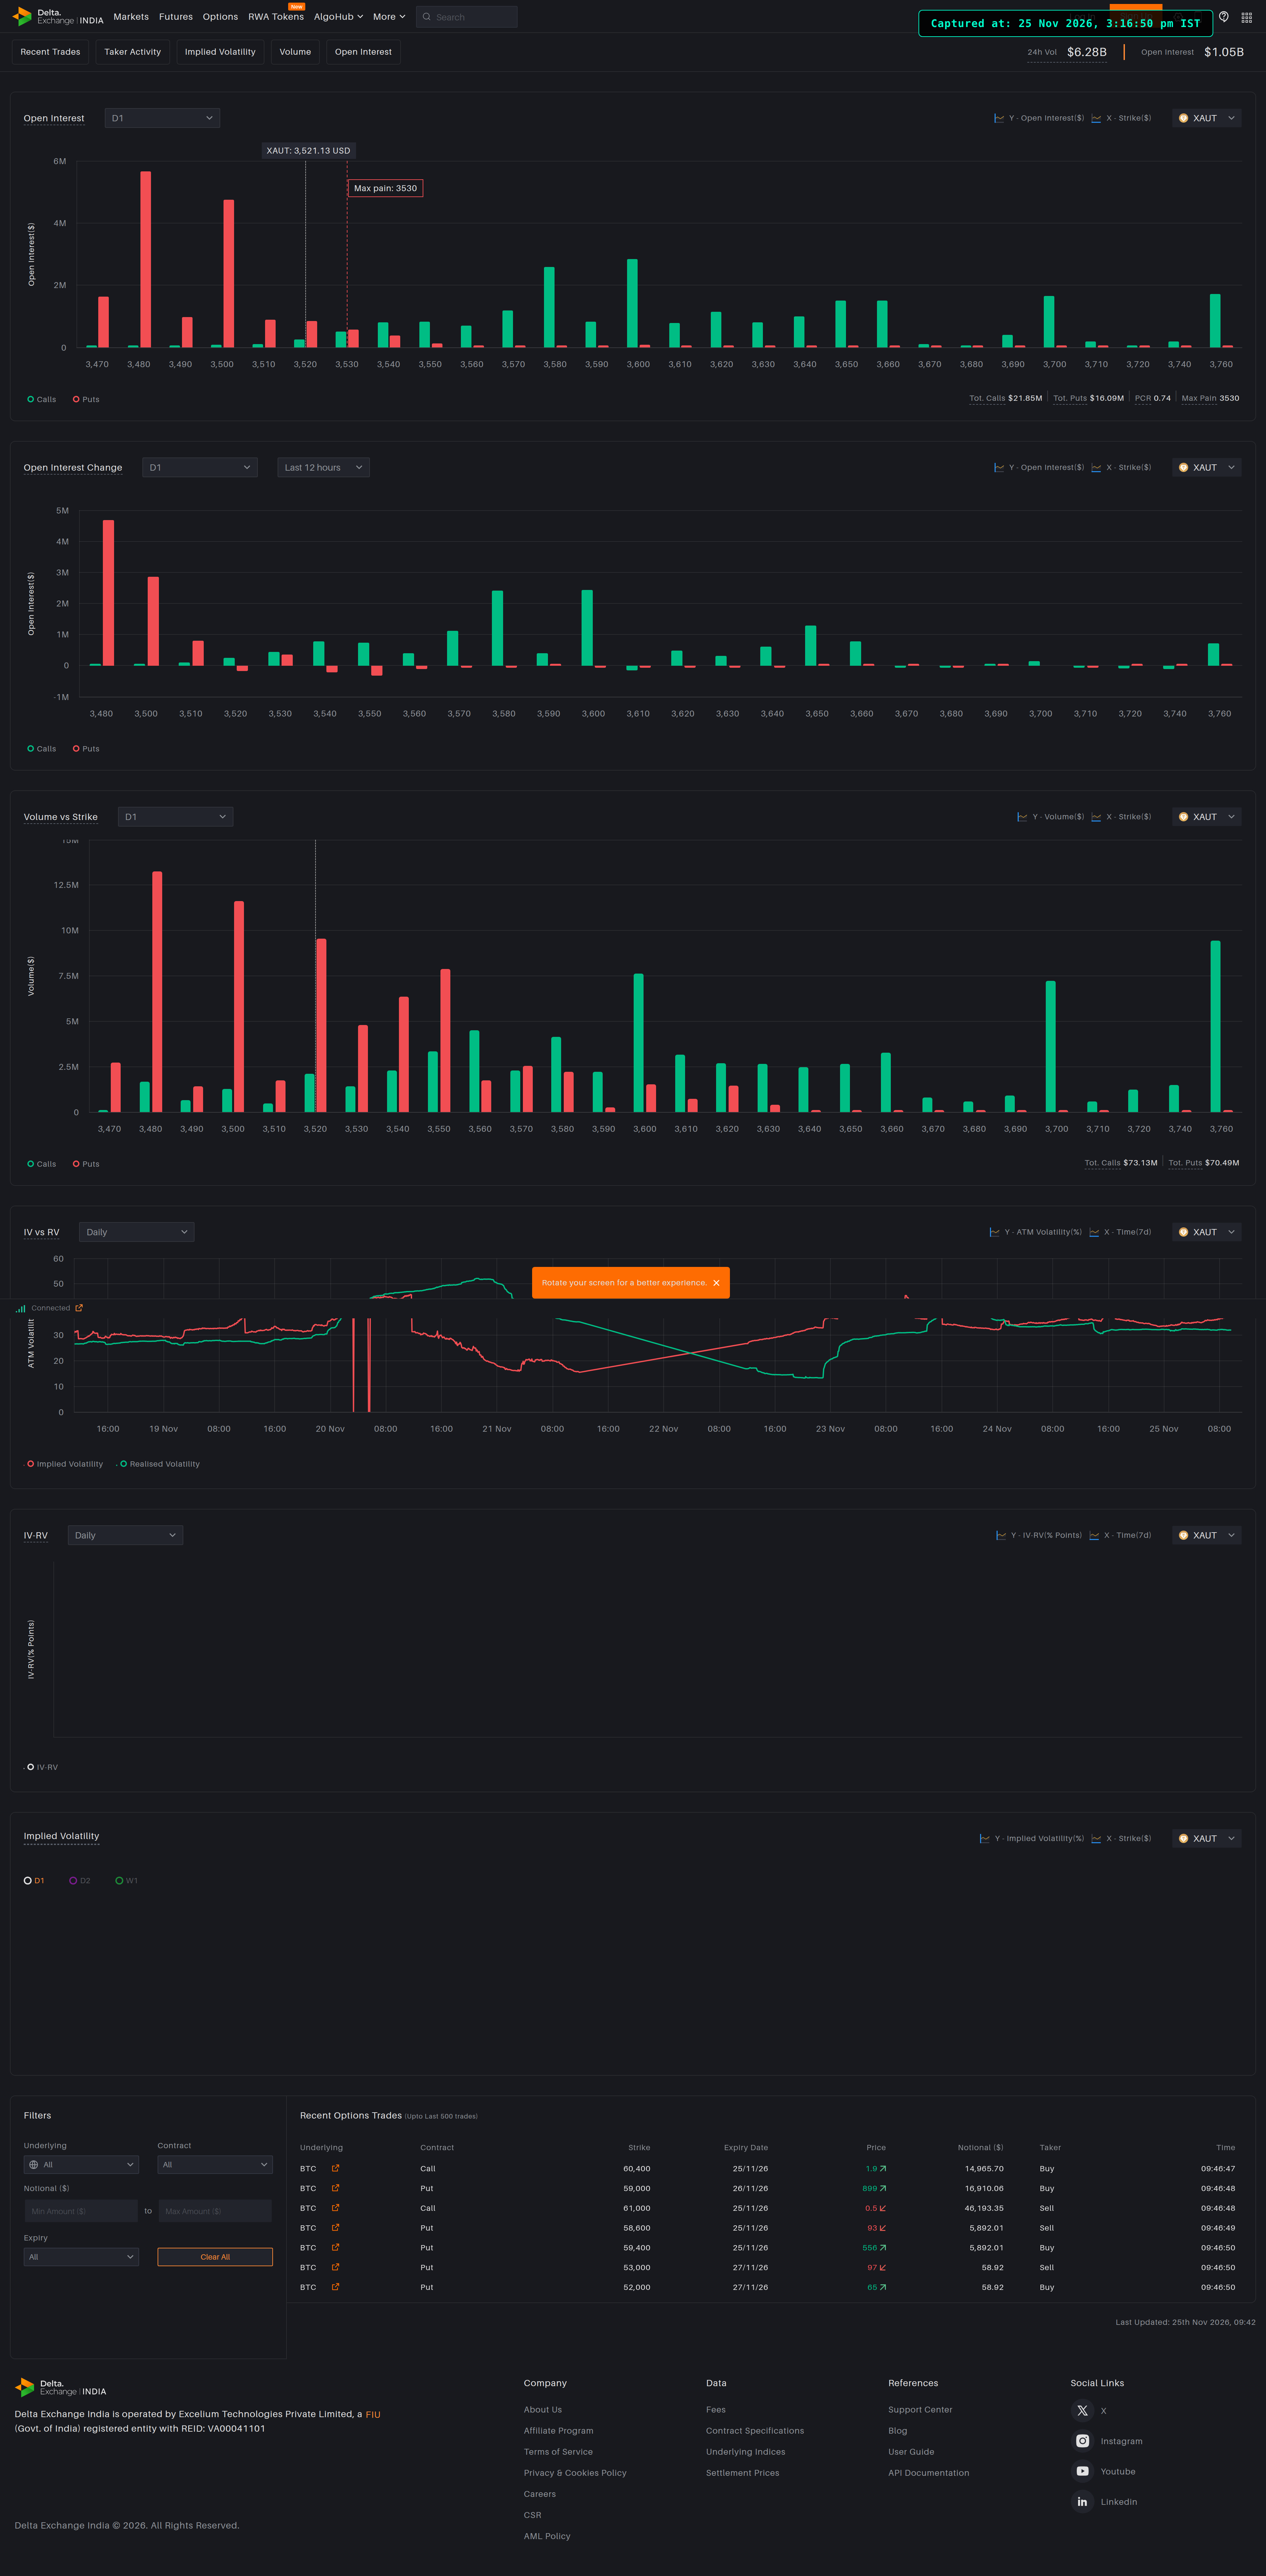 Delta. Exchange | INDIA Markets Futures Options RWA Tokens New AlgoHub More Search
Captured at: 25 Nov 2026, 3:16:50 pm IST
Recent Trades Taker Activity Implied Volatility Volume Open Interest 24h Vol $6.28B Open Interest $1.05B
Open Interest D1 Y - Open Interest($) X - Strike($) XAUT
XAUT: 3,521.13 USD
Max pain: 3530
Open Interest($)
6M
4M
2M
0
3,470 3,480 3,490 3,500 3,510 3,520 3,530 3,540 3,550 3,560 3,570 3,580 3,590 3,600 3,610 3,620 3,630 3,640 3,650 3,660 3,670 3,680 3,690 3,700 3,710 3,720 3,740 3,760
Calls Puts Tot. Calls $21.85M Tot. Puts $16.09M PCR 0.74 Max Pain 3530
Open Interest Change D1 Last 12 hours Y - Open Interest($) X - Strike($) XAUT
Open Interest($)
5M
4M
3M
2M
1M
0
-1M
3,480 3,500 3,510 3,520 3,530 3,540 3,550 3,560 3,570 3,580 3,590 3,600 3,610 3,620 3,630 3,640 3,650 3,660 3,670 3,680 3,690 3,700 3,710 3,720 3,740 3,760
Calls Puts
Volume vs Strike D1 Y - Volume($) X - Strike($) XAUT
Volume($)
15M
12.5M
10M
7.5M
5M
2.5M
0
3,470 3,480 3,490 3,500 3,510 3,520 3,530 3,540 3,550 3,560 3,570 3,580 3,590 3,600 3,610 3,620 3,630 3,640 3,650 3,660 3,670 3,680 3,690 3,700 3,710 3,720 3,740 3,760
Calls Puts Tot. Calls $73.13M Tot. Puts $70.49M
IV vs RV Daily Y - ATM Volatility(%) X - Time(7d) XAUT
60
50
Rotate your screen for a better experience.
Connected
ATM Volatilit
30
20
10
0
16:00 19 Nov 08:00 16:00 20 Nov 08:00 16:00 21 Nov 08:00 16:00 22 Nov 08:00 16:00 23 Nov 08:00 16:00 24 Nov 08:00 16:00 25 Nov 08:00
Implied Volatility Realised Volatility
IV-RV Daily Y - IV-RV(% Points) X - Time(7d) XAUT
IV-RV(% Points)
IV-RV
Implied Volatility Y - Implied Volatility(%) X - Strike($) XAUT
D1 D2 W1
Filters
Underlying Contract
All All
Notional ($)
Min Amount ($) to Max Amount ($)
Expiry
All Clear All
Recent Options Trades (Upto Last 500 trades)
Underlying Contract Strike Expiry Date Price Notional ($) Taker Time
BTC Call 60,400 25/11/26 1.9 14,965.70 Buy 09:46:47
BTC Put 59,000 26/11/26 899 16,910.06 Buy 09:46:48
BTC Call 61,000 25/11/26 0.5 46,193.35 Sell 09:46:48
BTC Put 58,600 25/11/26 93 5,892.01 Sell 09:46:49
BTC Put 59,400 25/11/26 556 5,892.01 Buy 09:46:50
BTC Put 53,000 27/11/26 97 58.92 Sell 09:46:50
BTC Put 52,000 27/11/26 65 58.92 Buy 09:46:50
Last Updated: 25th Nov 2026, 09:42
Delta. Exchange | INDIA
Delta Exchange India is operated by Excelium Technologies Private Limited, a FIU
(Govt. of India) registered entity with REID: VA00041101
Delta Exchange India © 2026. All Rights Reserved.
Company
About Us
Affiliate Program
Terms of Service
Privacy & Cookies Policy
Careers
CSR
AML Policy
Data
Fees
Contract Specifications
Underlying Indices
Settlement Prices
References
Support Center
Blog
User Guide
API Documentation
Social Links
X
Instagram
Youtube
Linkedin